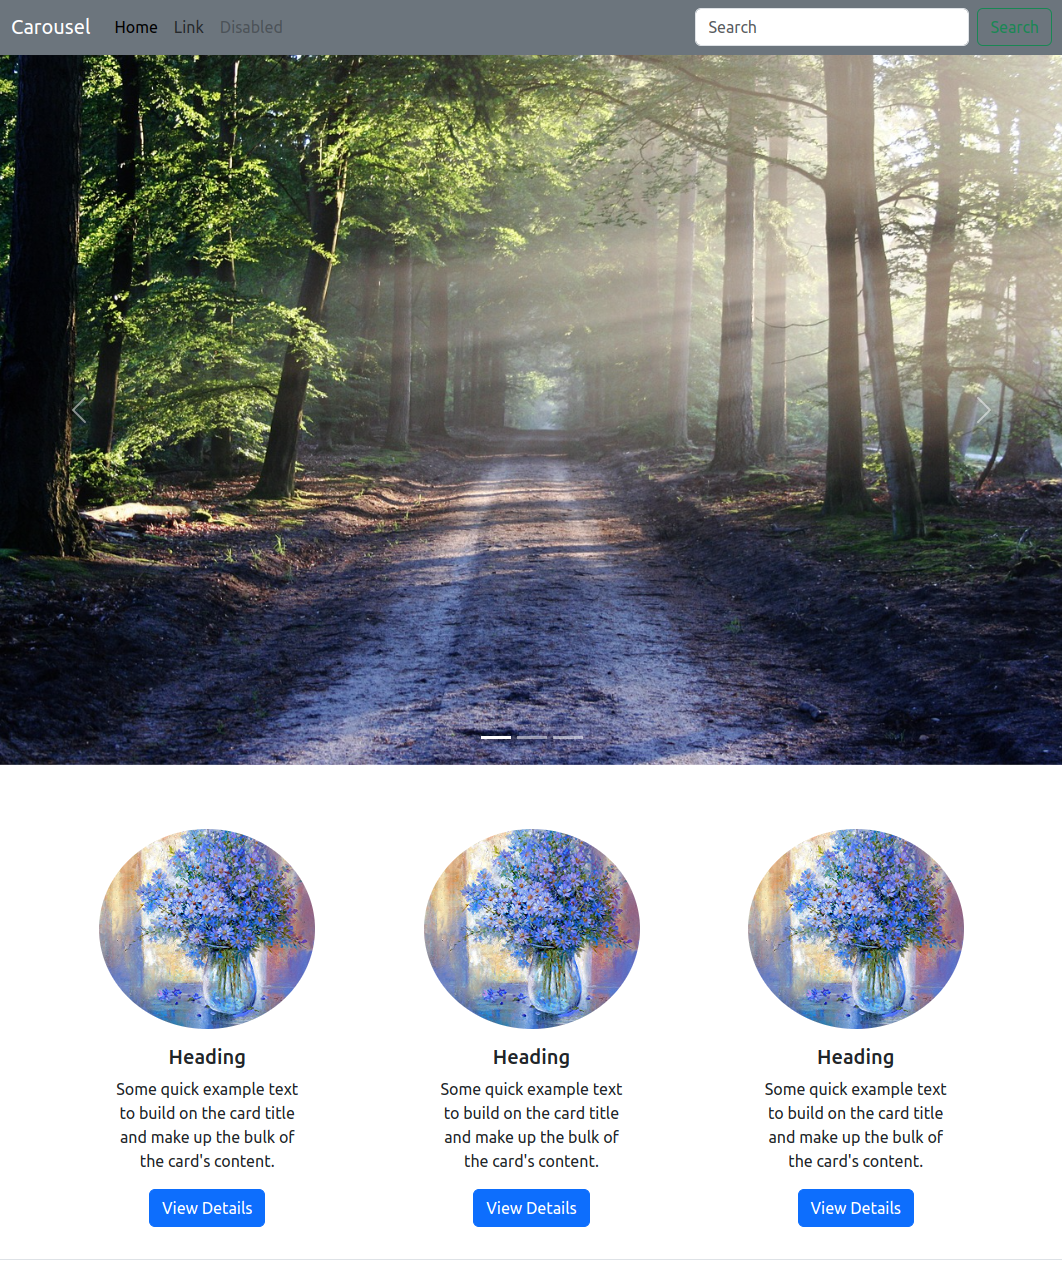 Carousel Home Link Disabled Search Search
Heading
Some quick example text
to build on the card title
and make up the bulk of
the card's content.
View Details
Heading
Some quick example text
to build on the card title
and make up the bulk of
the card's content.
View Details
Heading
Some quick example text
to build on the card title
and make up the bulk of
the card's content.
View Details